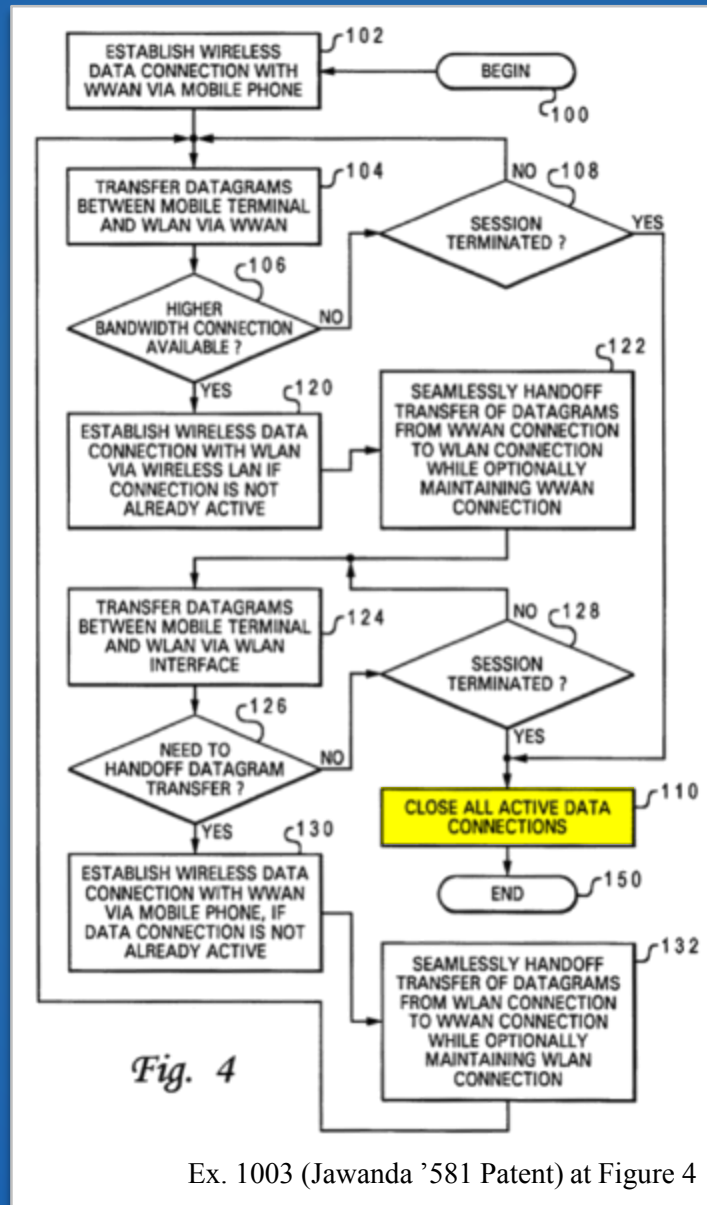 BEGIN
100
102
ESTABLISH WIRELESS
DATA CONNECTION WITH
WWAN VIA MOBILE PHONE
104
TRANSFER DATAGRAMS
BETWEEN MOBILE TERMINAL
AND WLAN VIA WWAN
106
HIGHER
BANDWIDTH CONNECTION
AVAILABLE ?
NO
YES
NO
108
SESSION
TERMINATED ?
YES
120
ESTABLISH WIRELESS DATA
CONNECTION WITH WLAN
VIA WIRELESS LAN IF
CONNECTION IS NOT
ALREADY ACTIVE
122
SEAMLESSLY HANDOFF
TRANSFER OF DATAGRAMS
FROM WWAN CONNECTION
TO WLAN CONNECTION
WHILE OPTIONALLY
MAINTAINING WWAN
CONNECTION
TRANSFER DATAGRAMS
BETWEEN MOBILE TERMINAL
AND WLAN VIA WLAN
INTERFACE
124
126
NEED TO
HANDOFF DATAGRAM
TRANSFER ?
NO
YES
NO
128
SESSION
TERMINATED ?
YES
CLOSE ALL ACTIVE DATA
CONNECTIONS
110
END
150
130
ESTABLISH WIRELESS DATA
CONNECTION WITH WWAN
VIA MOBILE PHONE, IF
DATA CONNECTION IS NOT
ALREADY ACTIVE
132
SEAMLESSLY HANDOFF
TRANSFER OF DATAGRAMS
FROM WLAN CONNECTION
TO WWAN CONNECTION
WHILE OPTIONALLY
MAINTAINING WLAN
CONNECTION
Fig. 4
Ex. 1003 (Jawanda ’581 Patent) at Figure 4